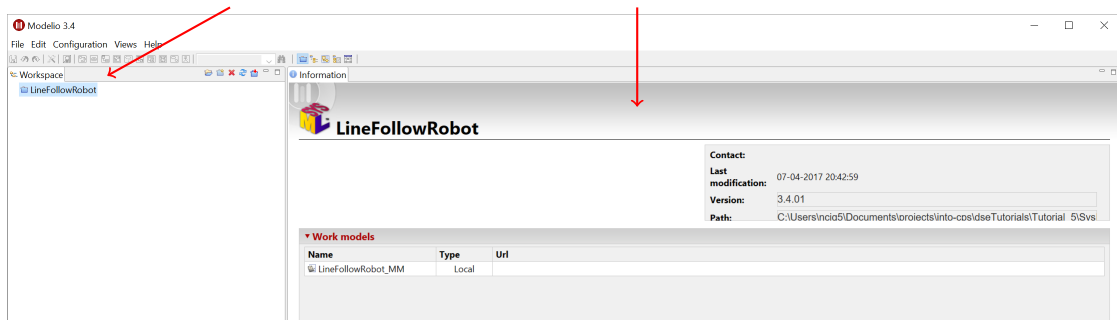 Modelio 3.4
File Edit Configuration Views Help
Workspace
Information
LineFollowRobot
LineFollowRobot
Contact:
Last modification: 07-04-2017 20:42:59
Version: 3.4.01
Path: C:\Users\ncjg5\Documents\projects\into-cps\dseTutorials\Tutorial_5\Sys
Work models
Name Type Url
LineFollowRobot_MM Local